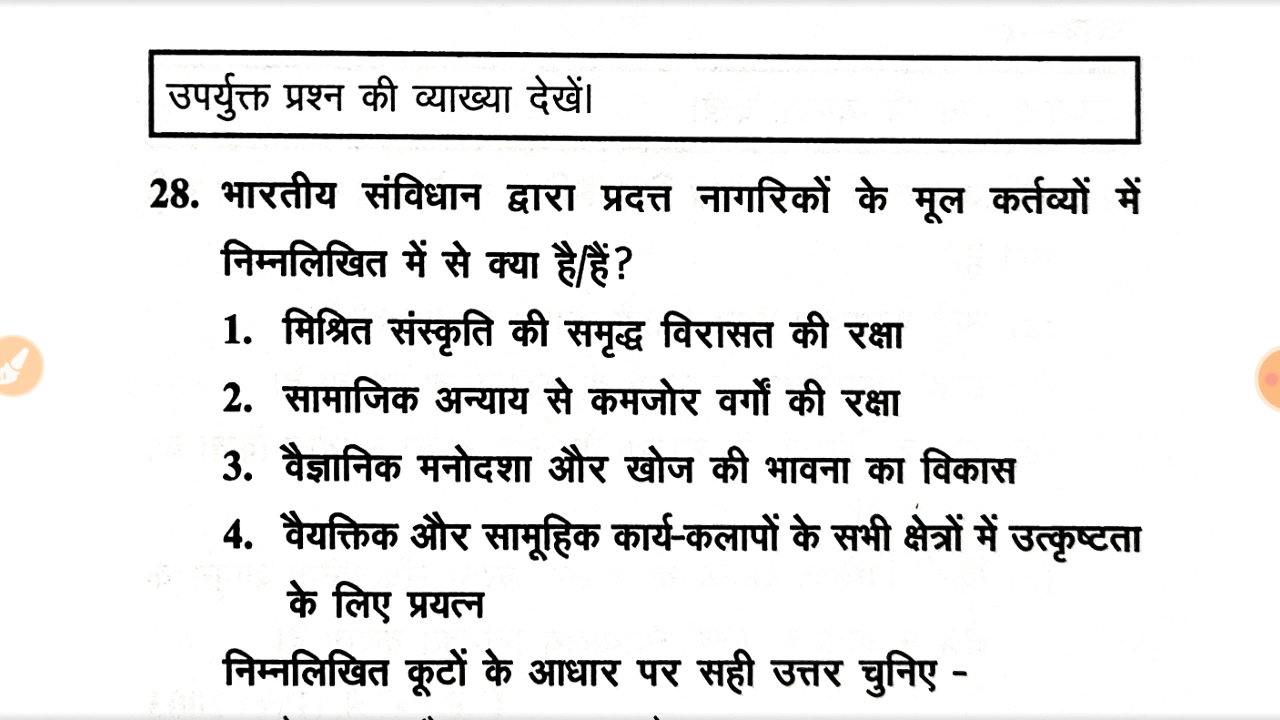 उपर्युक्त प्रश्न की व्याख्या देखें।
28. भारतीय संविधान द्वारा प्रदत्त नागरिकों के मूल कर्तव्यों में
निम्नलिखित में से क्या है/हैं?
1. मिश्रित संस्कृति की समृद्ध विरासत की रक्षा
2. सामाजिक अन्याय से कमजोर वर्गों की रक्षा
3. वैज्ञानिक मनोदशा और खोज की भावना का विकास
4. वैयक्तिक और सामूहिक कार्य-कलापों के सभी क्षेत्रों में उत्कृष्टता
के लिए प्रयत्न
निम्नलिखित कूटों के आधार पर सही उत्तर चुनिए -